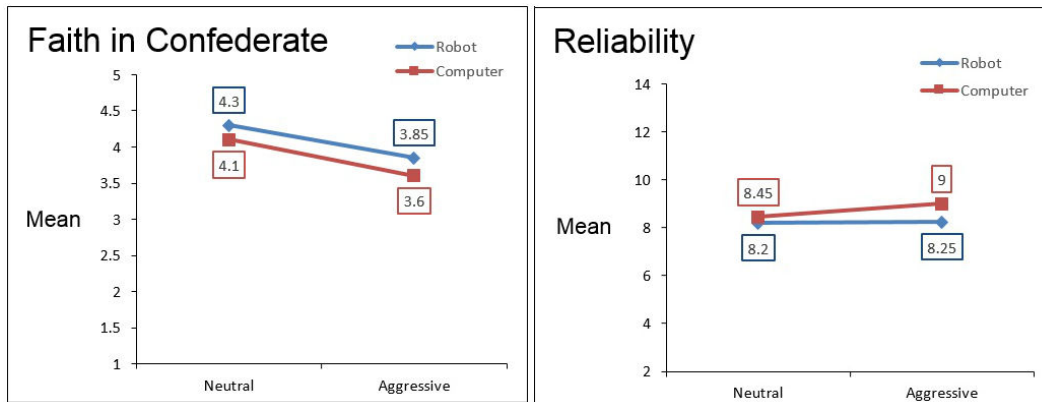 Faith in Confederate
Robot
Computer
5
4.5
4
3.5
3
2.5
2
1.5
1
Mean
4.3
4.1
3.85
3.6
Neutral
Aggressive
Reliability
Robot
Computer
14
12
10
8
6
4
2
Mean
8.45
8.2
9
8.25
Neutral
Aggressive